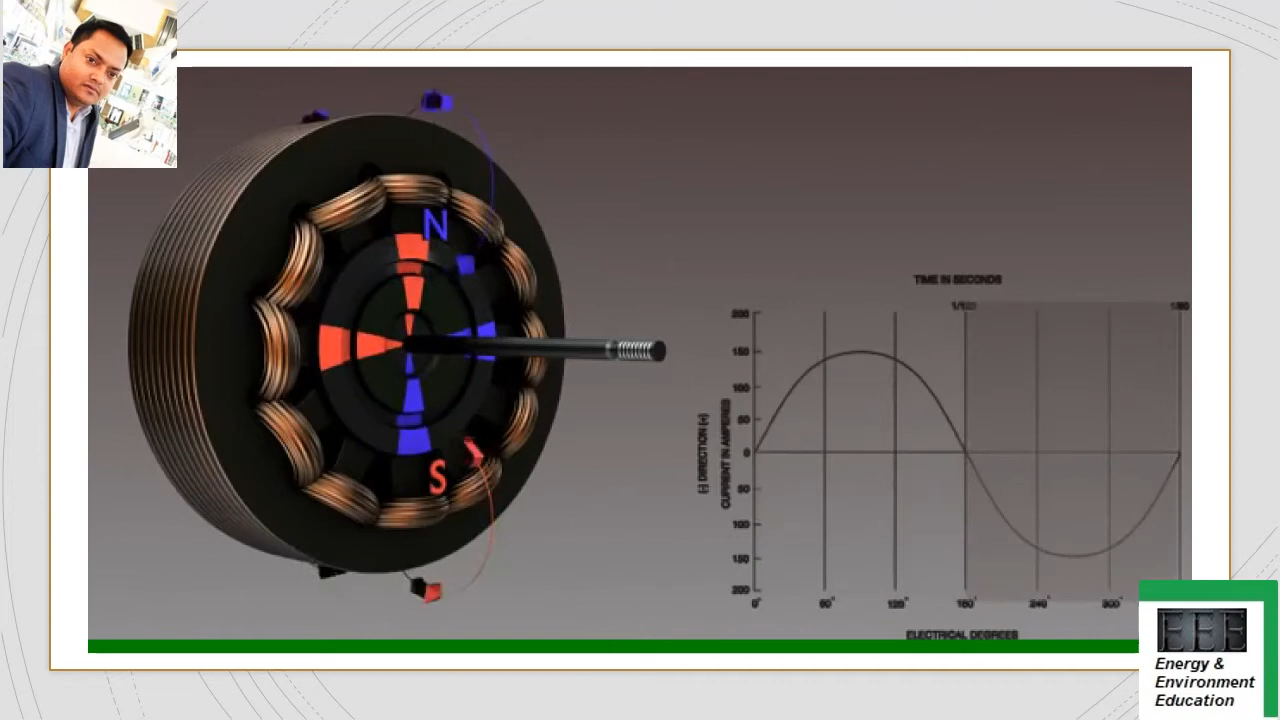 N
S
TIME IN SECONDS
1/120
1/60
200
150
100
50
0
50
100
150
200
[-] DIRECTION [+]
CURRENT IN AMPERES
0° 60° 120° 180° 240° 300°
ELECTRICAL DEGREES
EEE
Energy &
Environment
Education